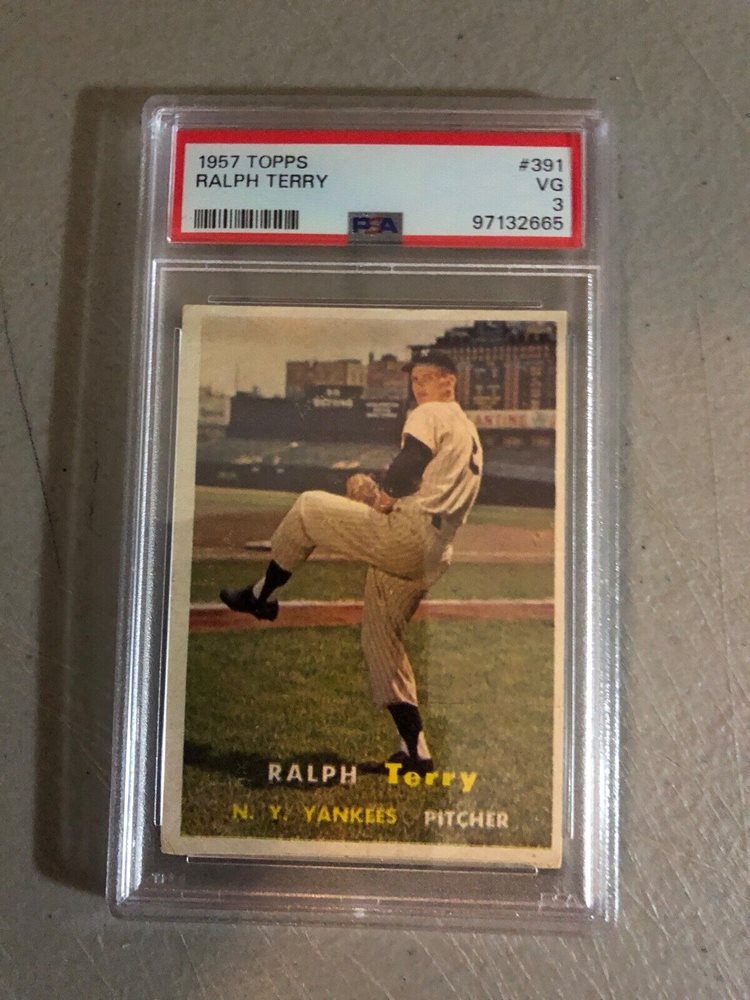 1957 TOPPS #391
RALPH TERRY VG
3
PSA 97132665
RALPH Terry
N. Y. YANKEES PITCHER